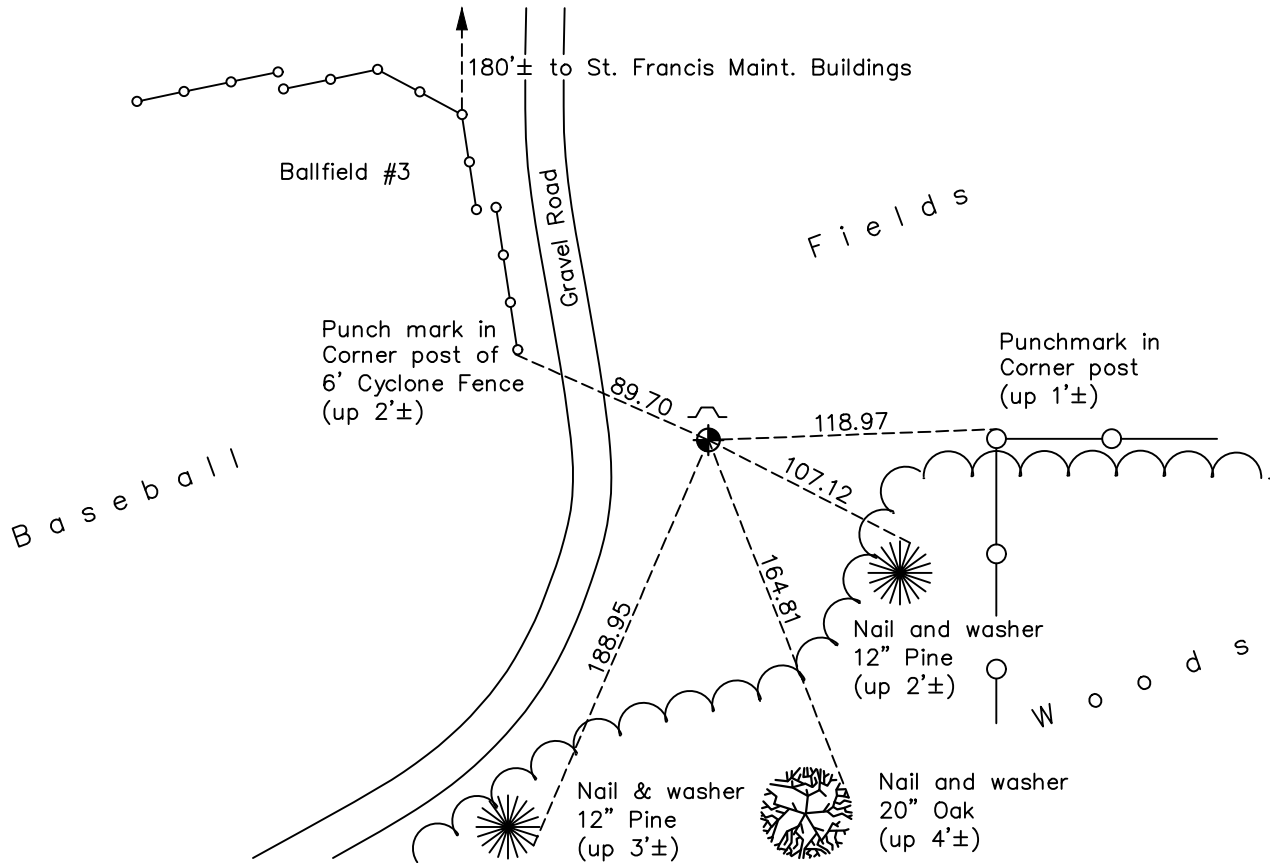 180'± to St. Francis Maint. Buildings
Ballfield #3
Fields
Gravel Road
Punch mark in
Corner post of
6' Cyclone Fence
(up 2'±)
Punchmark in
Corner post
(up 1'±)
89.70
118.97
107.12
Baseball
164.81
188.95
Nail and washer
12" Pine
(up 2'±)
Woods
Nail & washer
12" Pine
(up 3'±)
Nail and washer
20" Oak
(up 4'±)